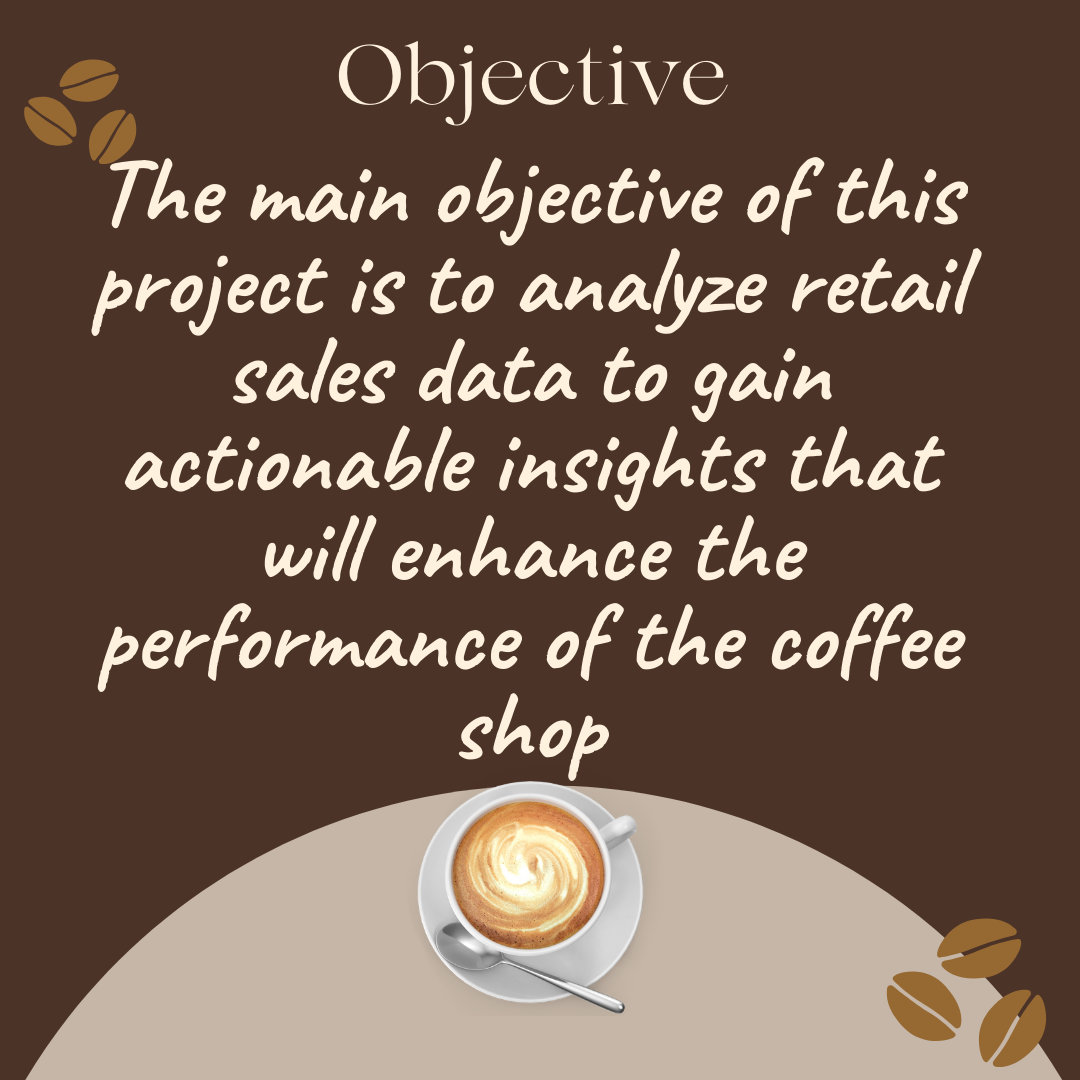 Objective
The main objective of this
project is to analyze retail
sales data to gain
actionable insights that
will enhance the
performance of the coffee
shop